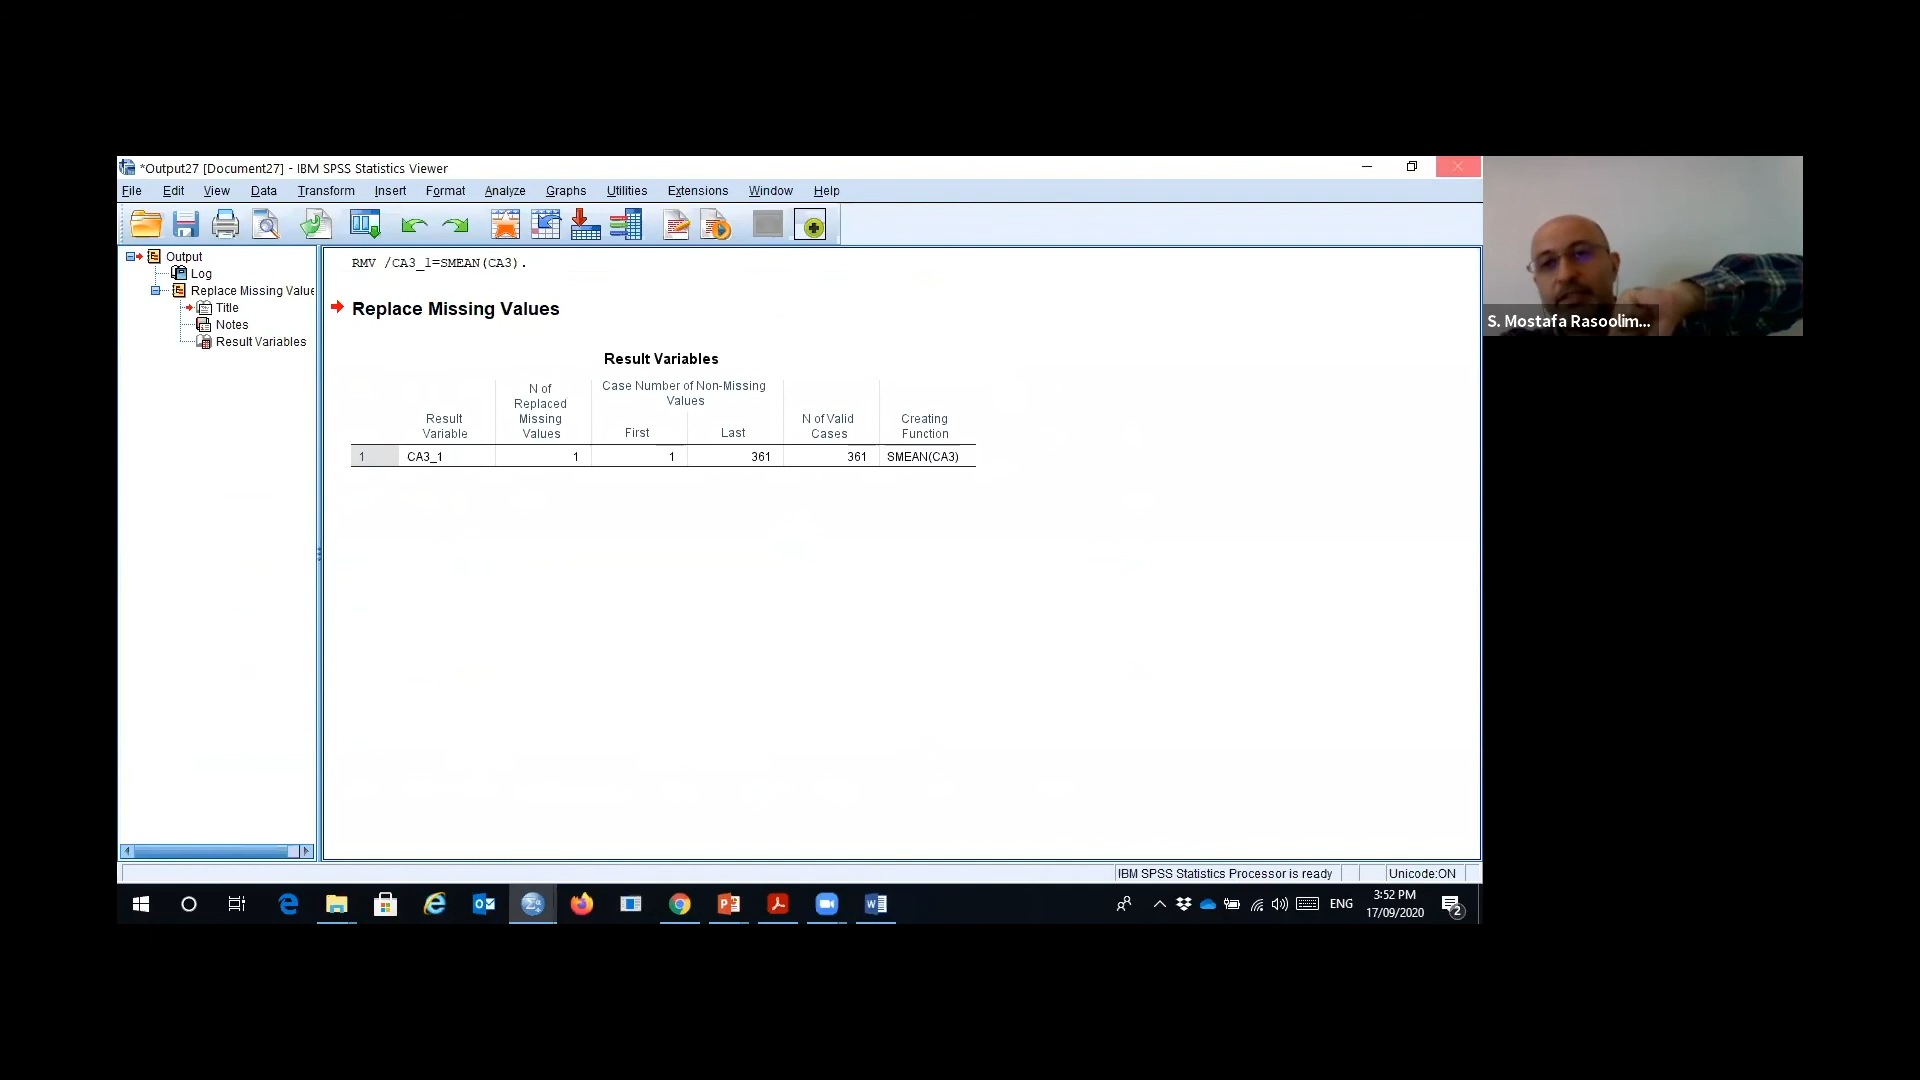 *Output27 [Document27] - IBM SPSS Statistics Viewer
File Edit View Data Transform Insert Format Analyze Graphs Utilities Extensions Window Help
Output
Log
Replace Missing Value
Title
Notes
Result Variables
RMV /CA3_1=SMEAN(CA3).
Replace Missing Values
Result Variables
Result Variable
N of Replaced Missing Values
Case Number of Non-Missing Values
First
Last
N of Valid Cases
Creating Function
1 CA3_1 1 1 361 361 SMEAN(CA3)
S. Mostafa Rasoolim...
IBM SPSS Statistics Processor is ready
Unicode:ON
ENG
3:52 PM
17/09/2020
2